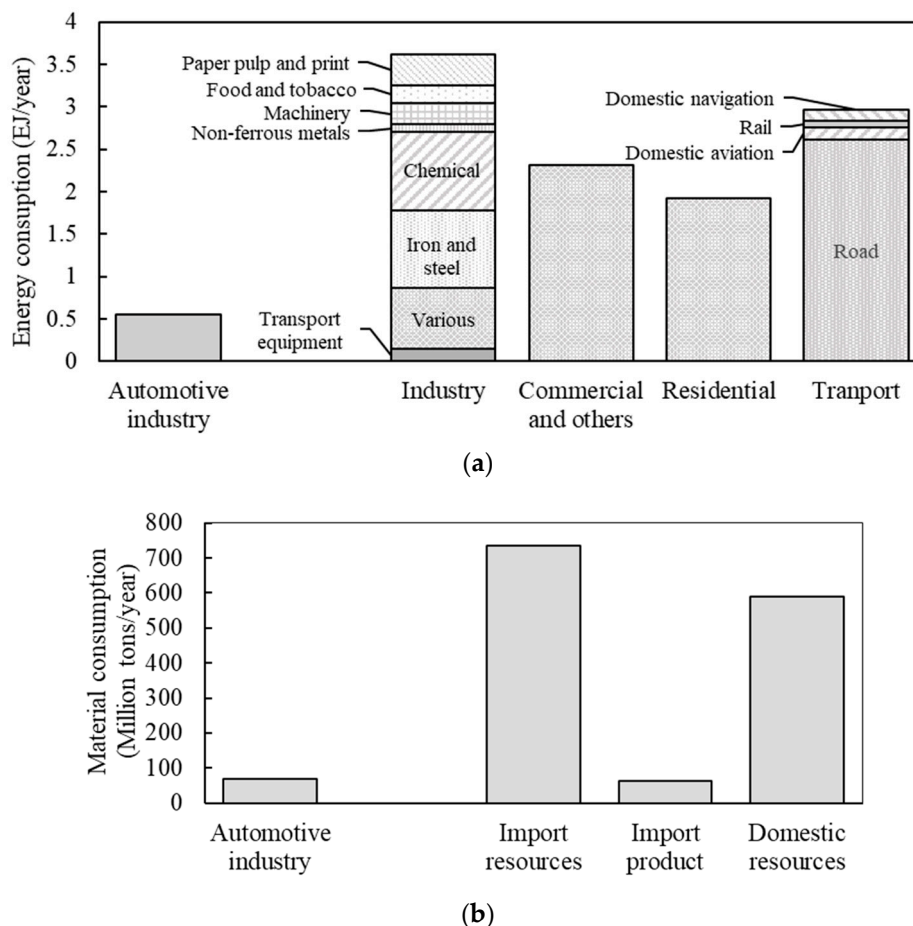 Energy consuption (EJ/year)
4
3.5
3
2.5
2
1.5
1
0.5
0
Paper pulp and print
Food and tobacco
Machinery
Non-ferrous metals
Chemical
Iron and
steel
Various
Transport
equipment
Domestic navigation
Rail
Domestic aviation
Road
Automotive
industry
Industry
Commercial
and others
Residential
Tranport
(a)
Material consumption
(Million tons/year)
800
700
600
500
400
300
200
100
0
Automotive
industry
Import
resources
Import
product
Domestic
resources
(b)